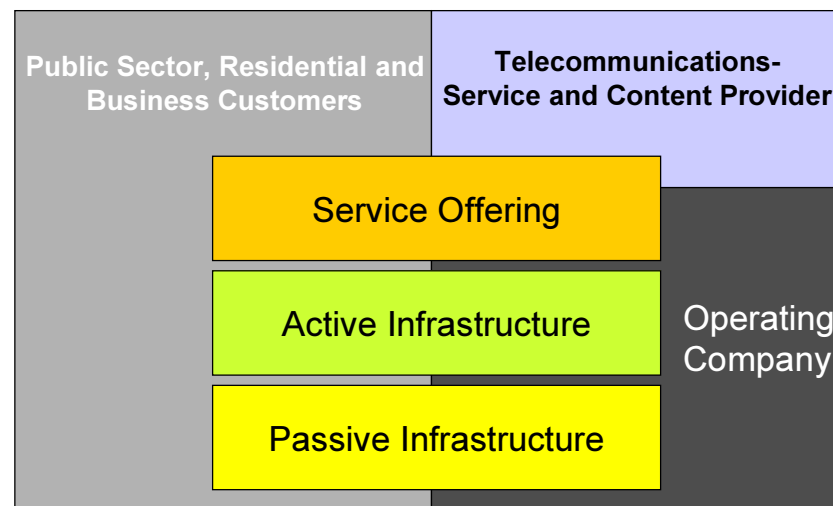 Public Sector, Residential and
Business Customers
Telecommunications-
Service and Content Provider
Service Offering
Active Infrastructure
Operating
Company
Passive Infrastructure